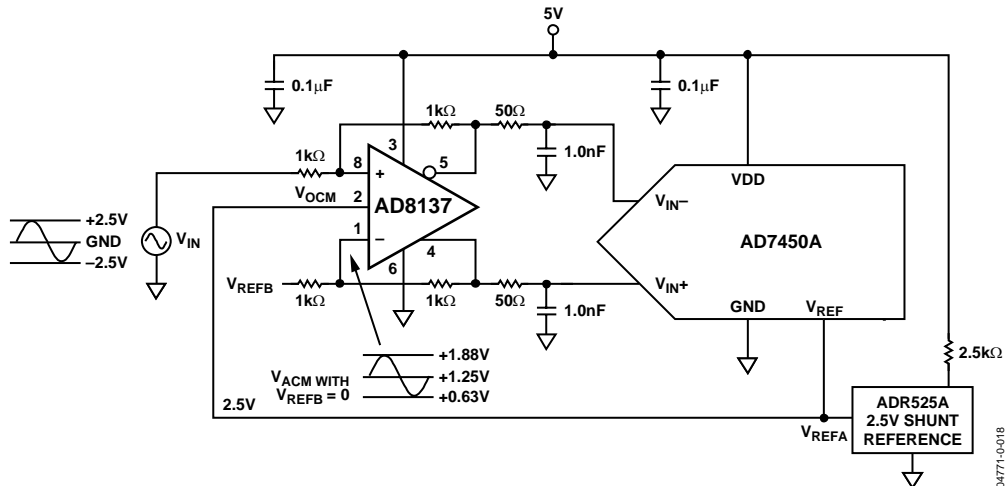 5V
0.1μF
0.1μF
1kΩ
50Ω
1kΩ
3
8
+
5
1.0nF
VDD
VOCM
2
AD8137
VIN–
AD7450A
+2.5V
GND
–2.5V
VIN
1
–
4
6
VREFB
1kΩ
1kΩ
50Ω
VIN+
1.0nF
GND
VREF
2.5kΩ
VACM WITH
VREFB = 0
+1.88V
+1.25V
+0.63V
2.5V
VREFA
ADR525A
2.5V SHUNT
REFERENCE
04771-0-018